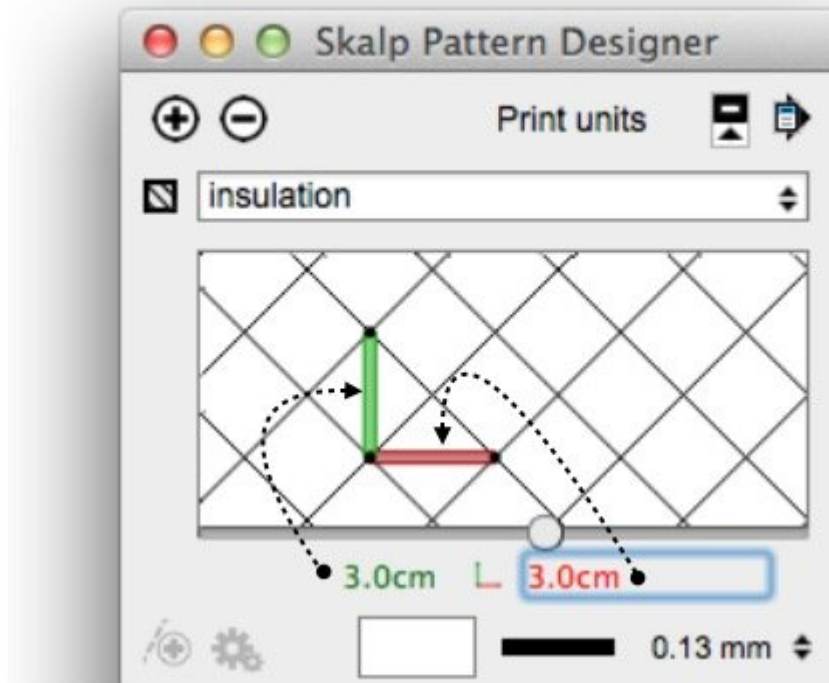 Skalp Pattern Designer
Print units
insulation
3.0cm 3.0cm
0.13 mm